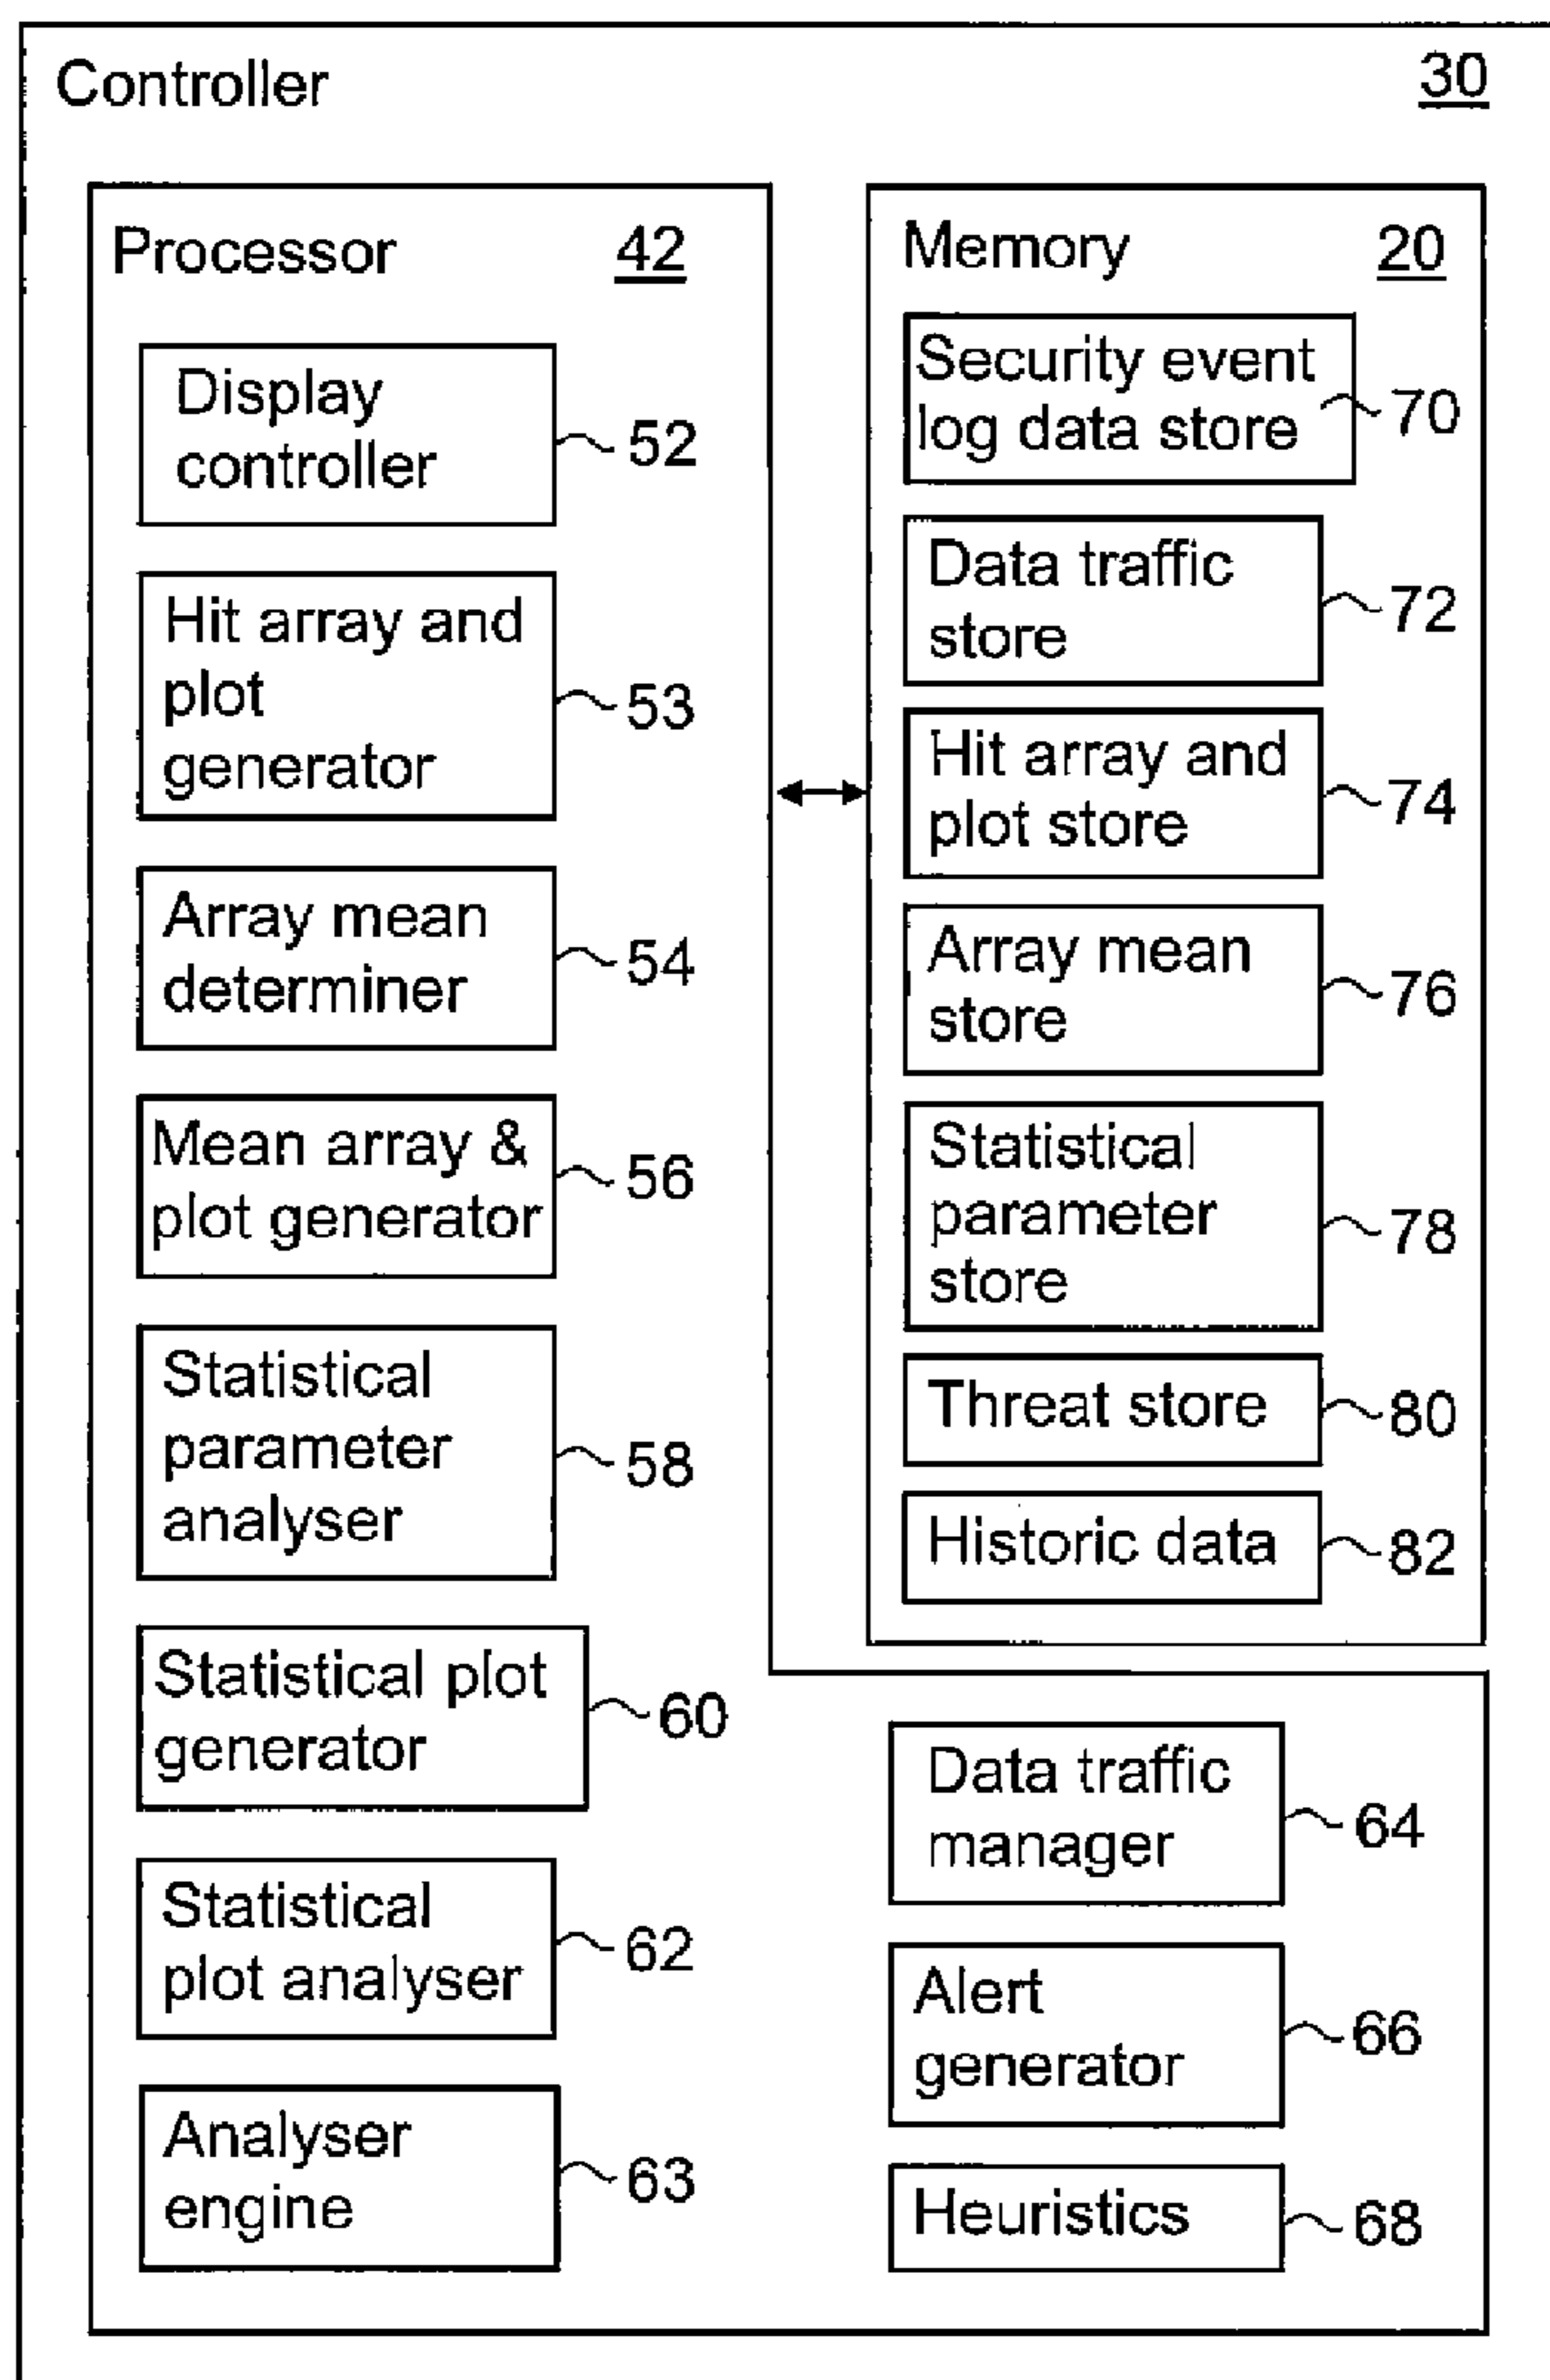 Controller 30
Processor 42
Display
controller
52
Hit array and
plot
generator
53
Array mean
determiner
54
Mean array &
plot generator
56
Statistical
parameter
analyser
58
Statistical plot
generator
60
Statistical
plot analyser
62
Analyser
engine
63
Memory 20
Security event
log data store
70
Data traffic
store
72
Hit array and
plot store
74
Array mean
store
76
Statistical
parameter
store
78
Threat store
80
Historic data
82
Data traffic
manager
64
Alert
generator
66
Heuristics
68